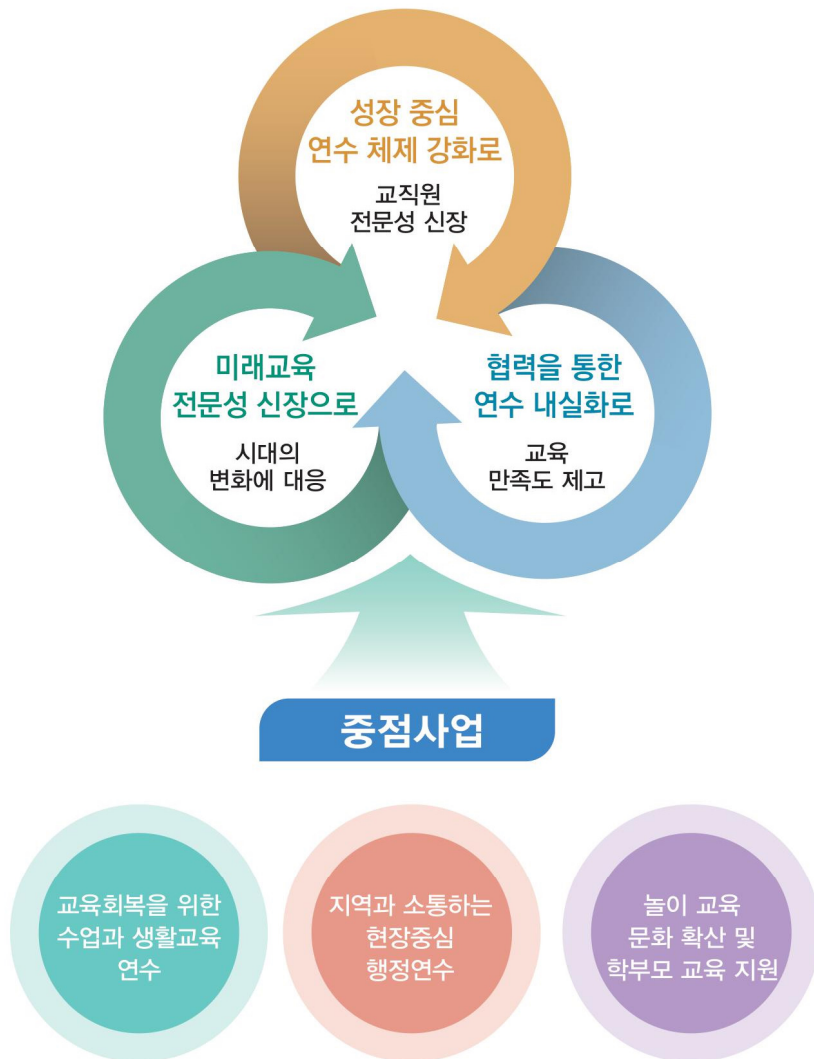 성장 중심
연수 체제 강화로
교직원
전문성 신장
미래교육
전문성 신장으로
시대의
변화에 대응
협력을 통한
연수 내실화로
교육
만족도 제고
중점사업
교육회복을 위한
수업과 생활교육
연수
지역과 소통하는
현장중심
행정연수
놀이 교육
문화 확산 및
학부모 교육 지원